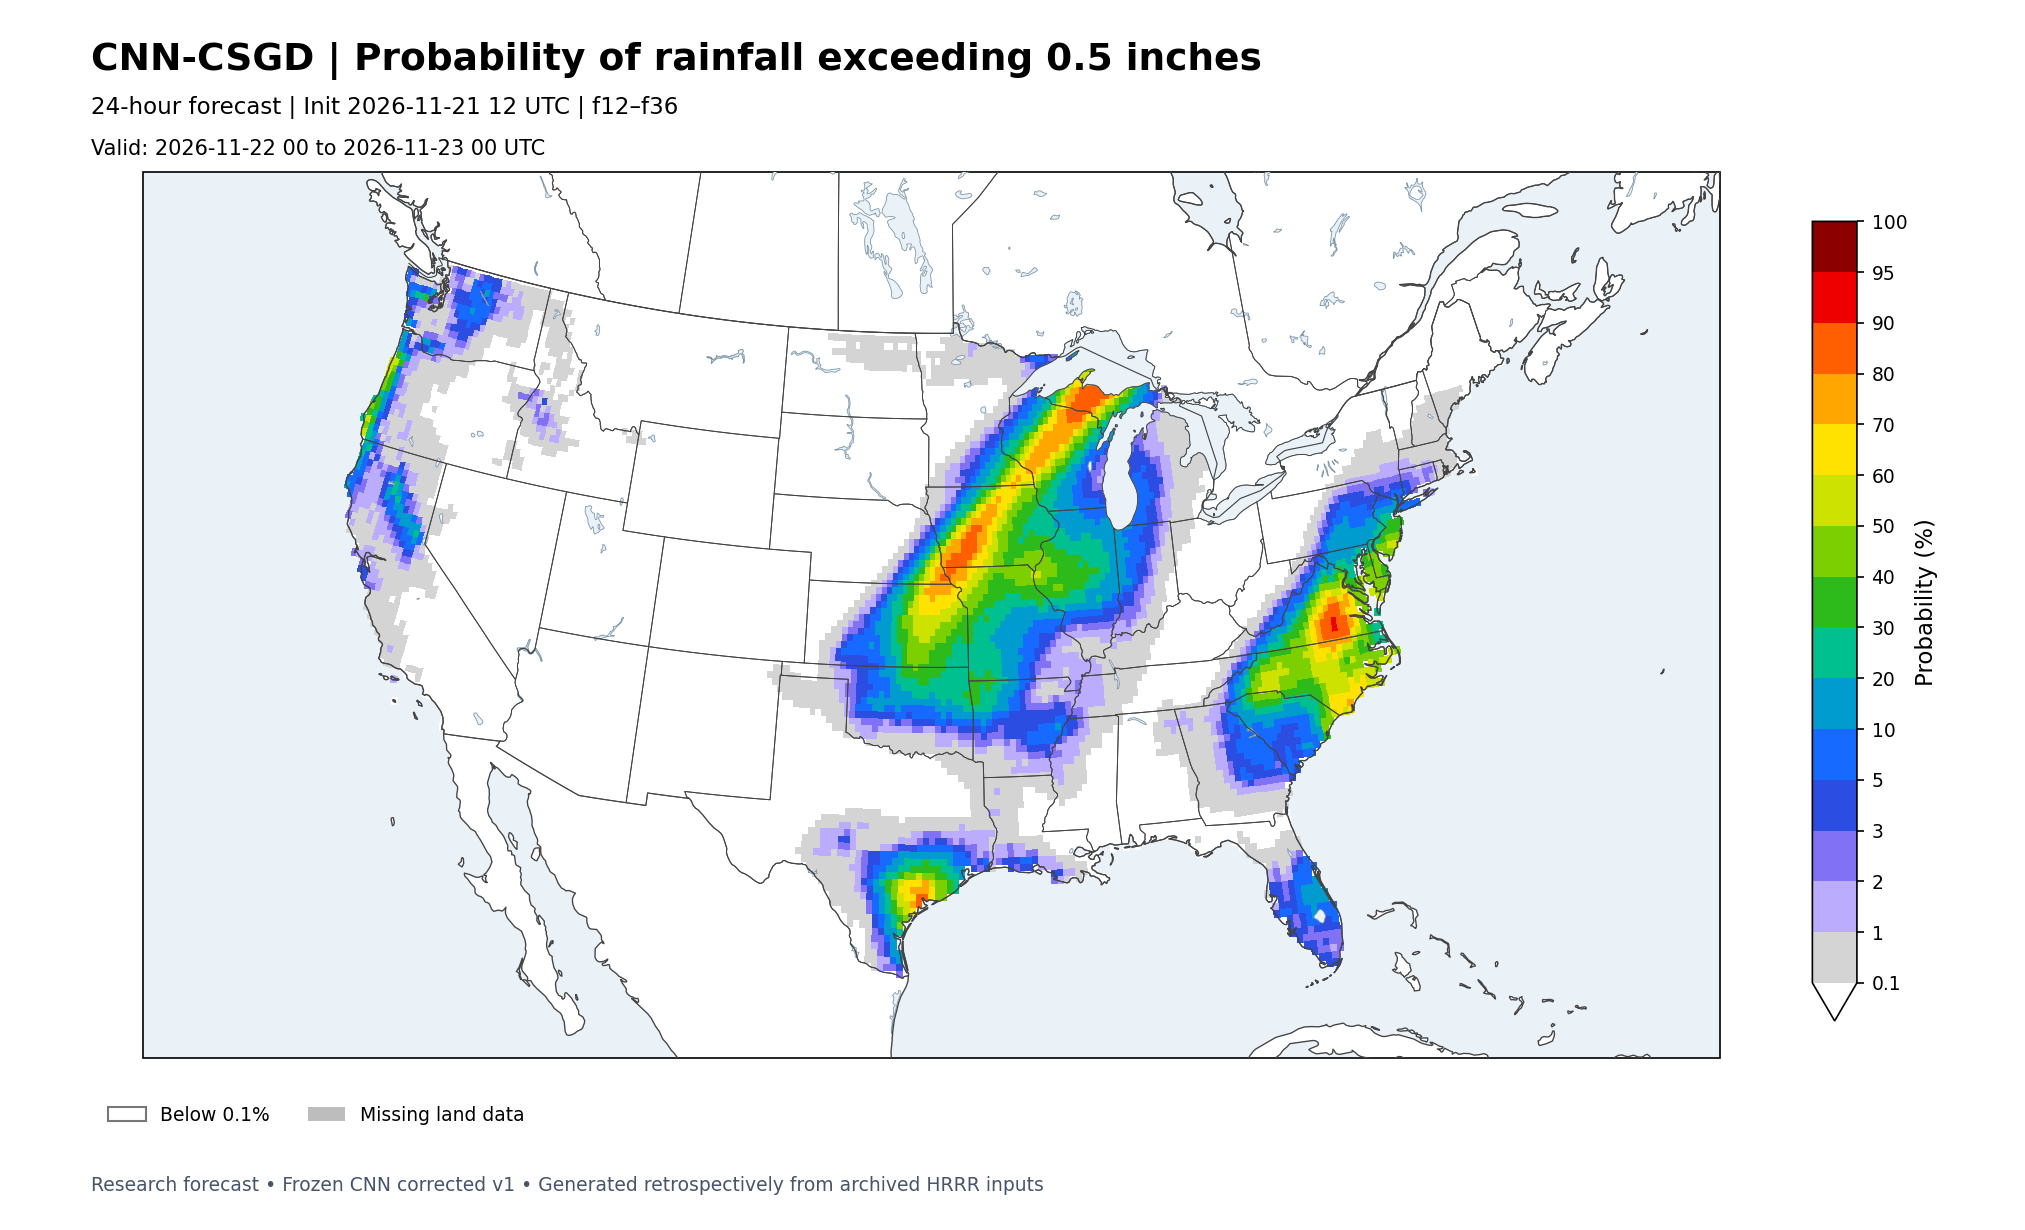 CNN-CSGD | Probability of rainfall exceeding 0.5 inches
24-hour forecast | Init 2026-11-21 12 UTC | f12–f36
Valid: 2026-11-22 00 to 2026-11-23 00 UTC
100
95
90
80
70
60
50
40
30
20
10
5
3
2
1
0.1
Probability (%)
Below 0.1%
Missing land data
Research forecast • Frozen CNN corrected v1 • Generated retrospectively from archived HRRR inputs